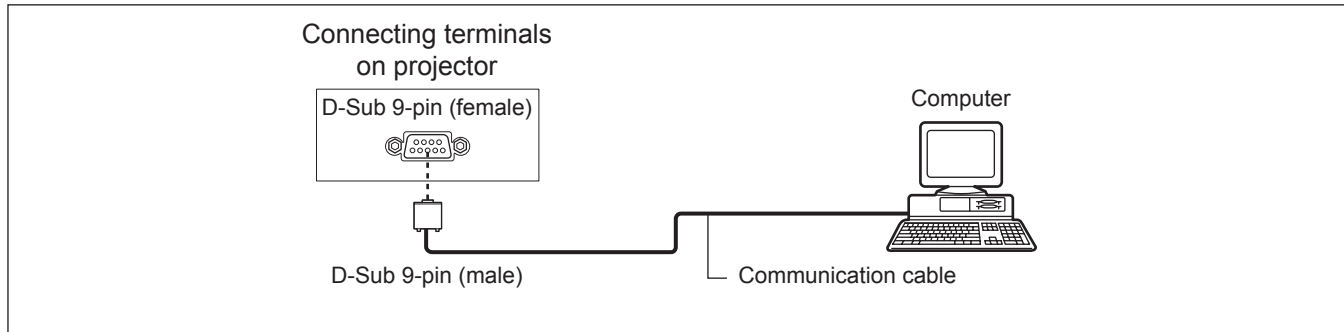 Connecting terminals
on projector
D-Sub 9-pin (female)
Computer
D-Sub 9-pin (male)
Communication cable